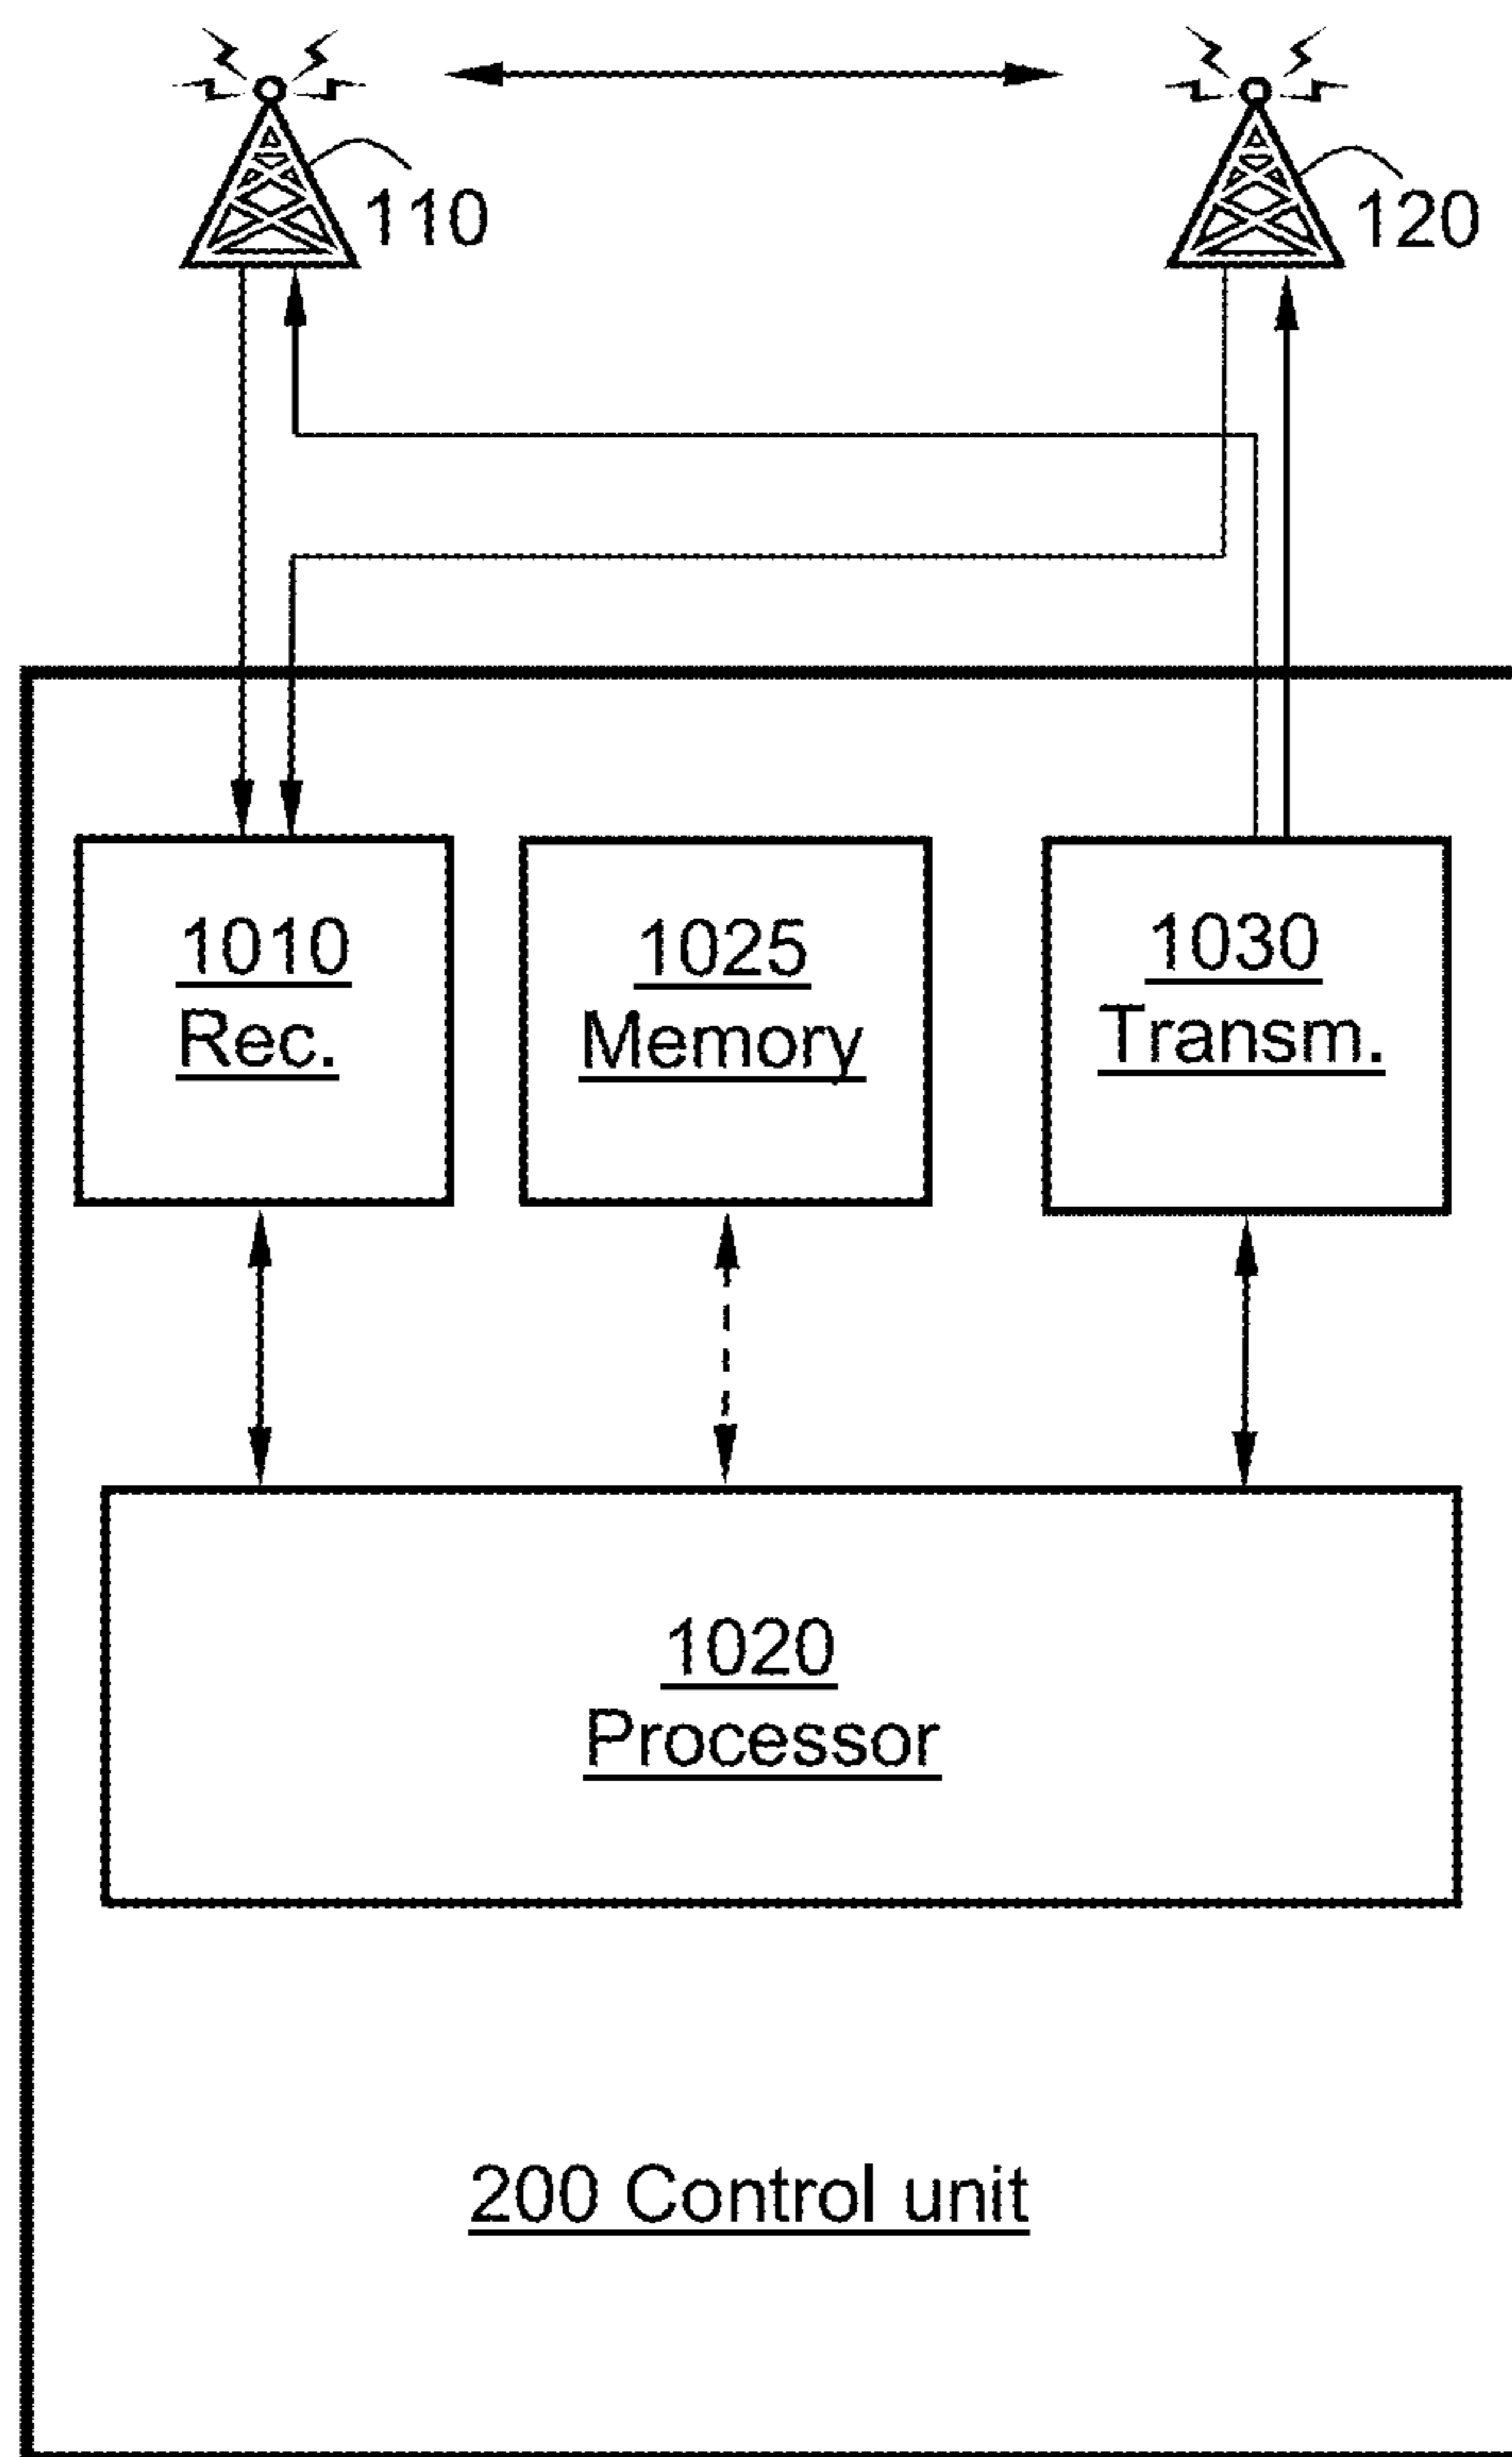 110
120
1010
Rec.
1025
Memory
1030
Transm.
1020
Processor
200 Control unit